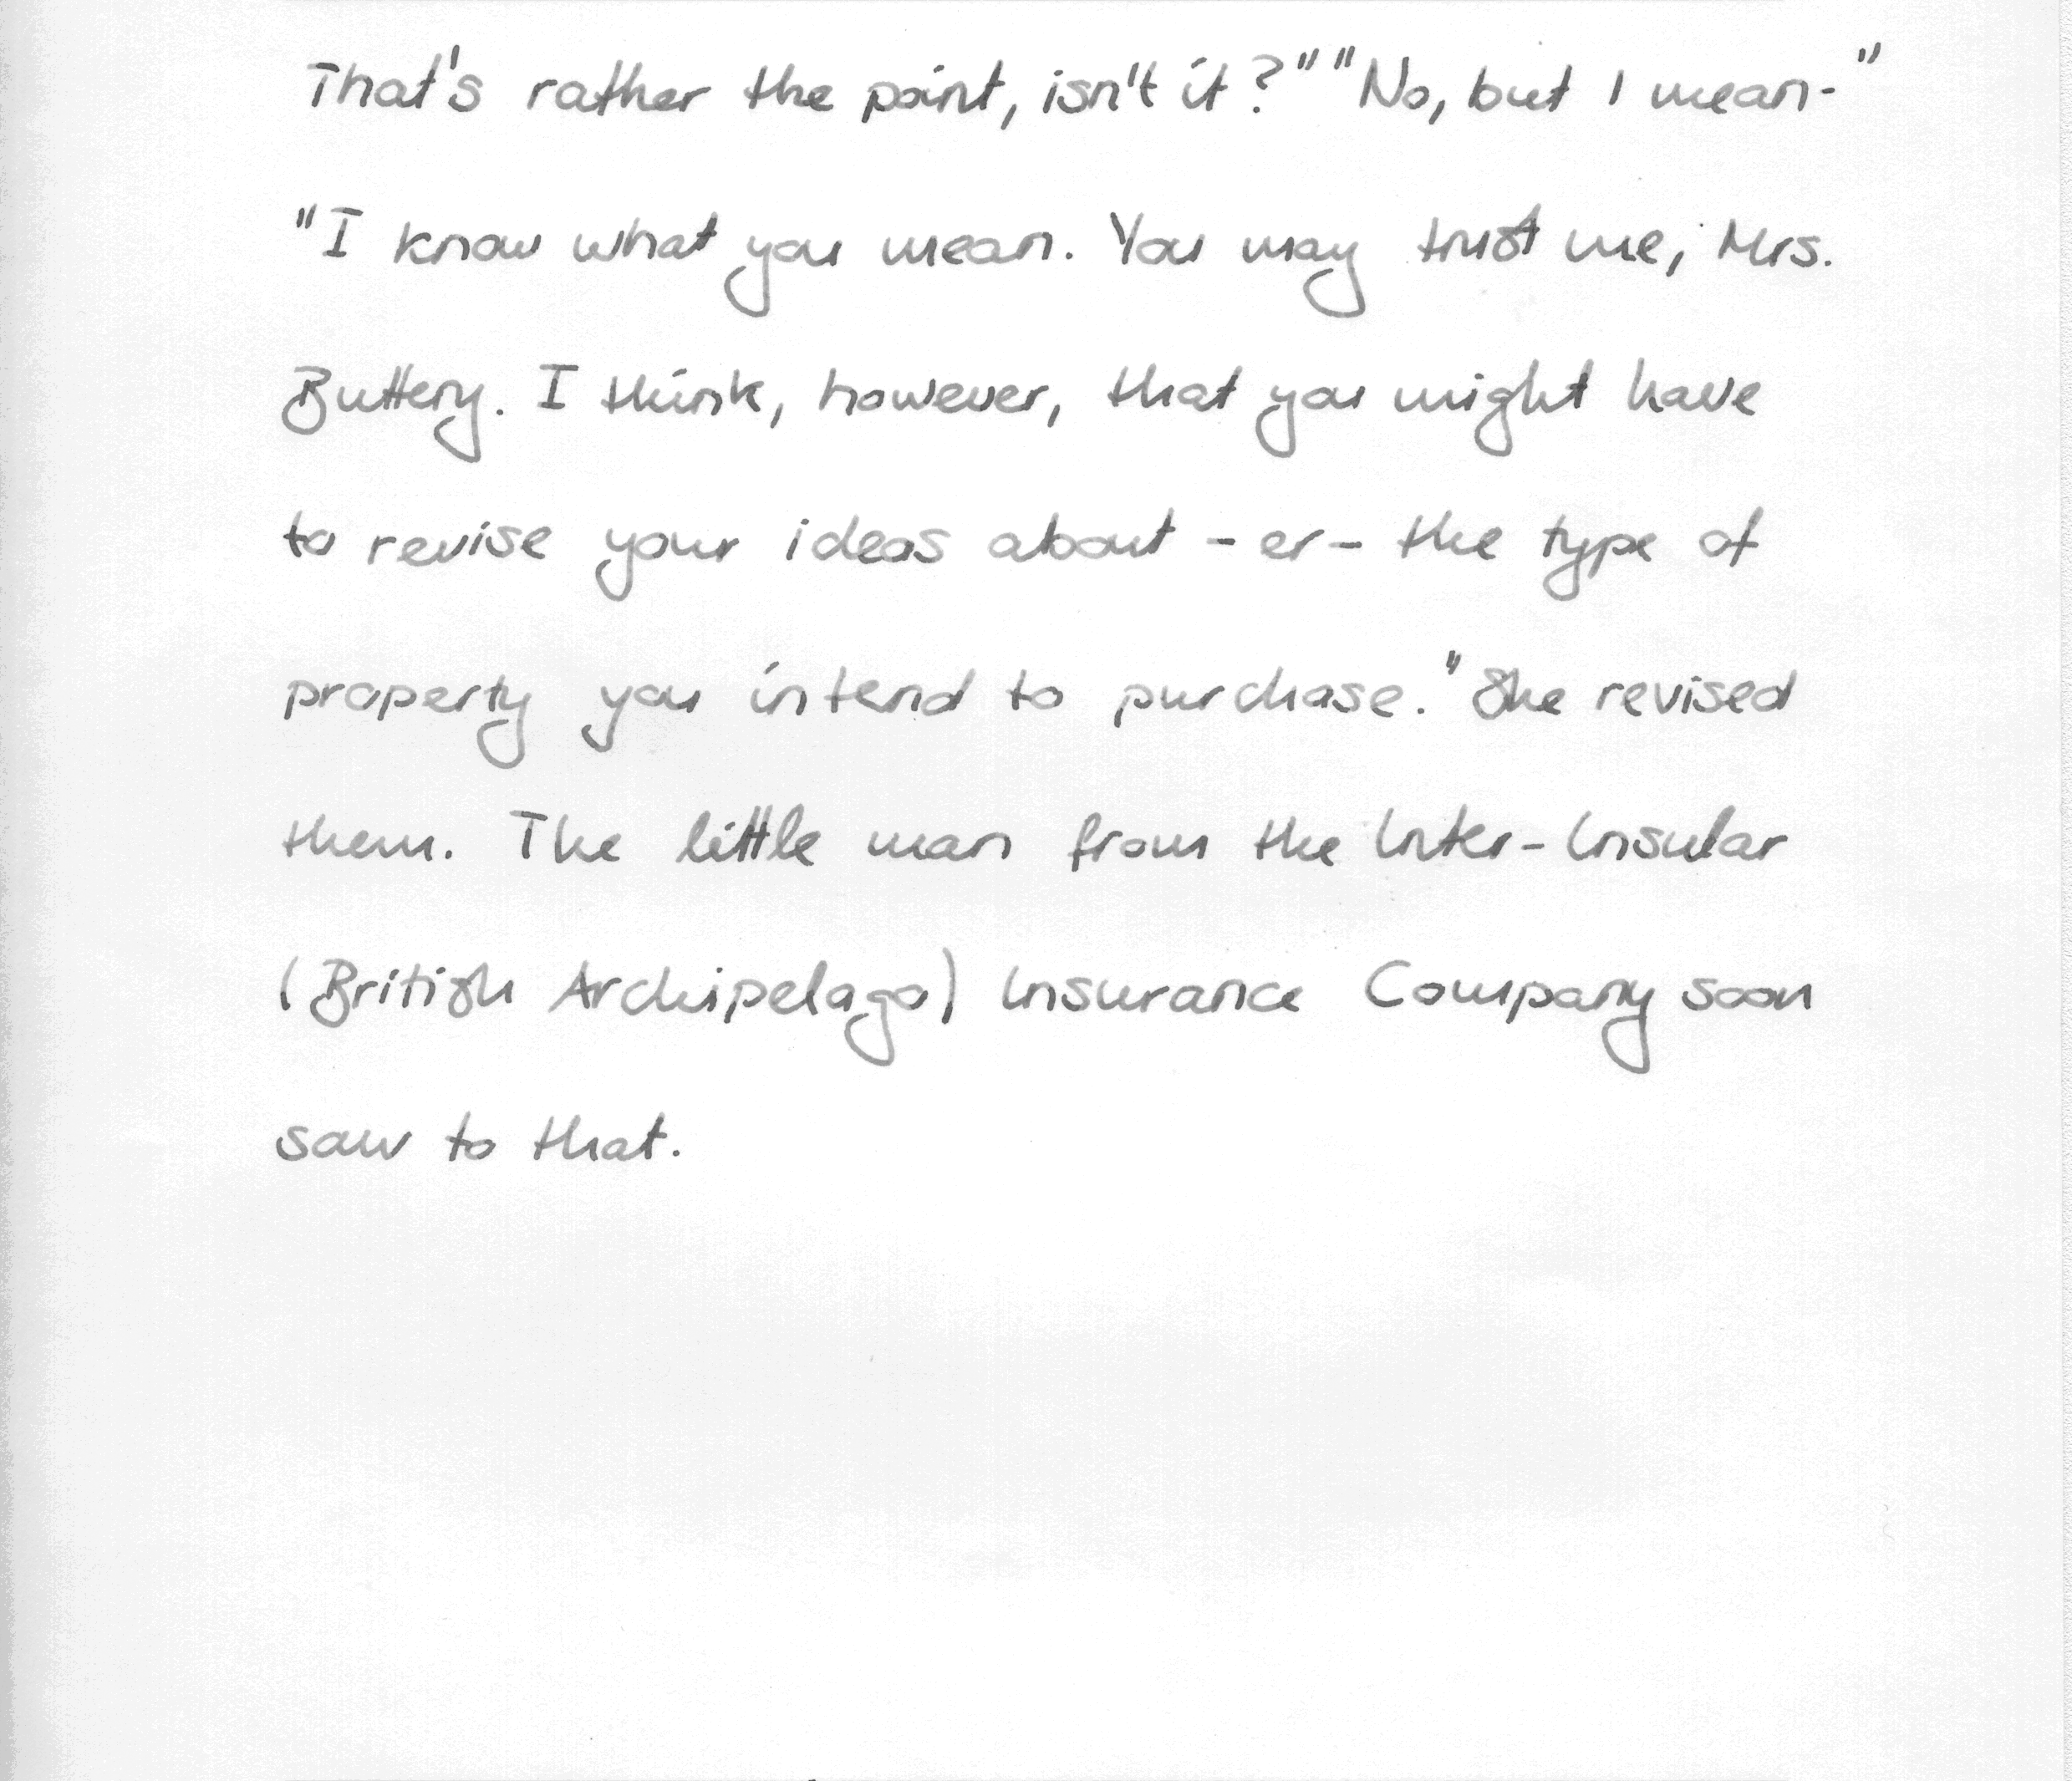 That's rather the point, isn't it?" "No, but I mean-"
"I know what you mean. You may trust me, Mrs.
Buttery. I think, however, that you might have
to revise your ideas about - er - the type of
property you intend to purchase." She revised
them. The little man from the Inter-Insular
(British Archipelago) Insurance Company soon
saw to that.